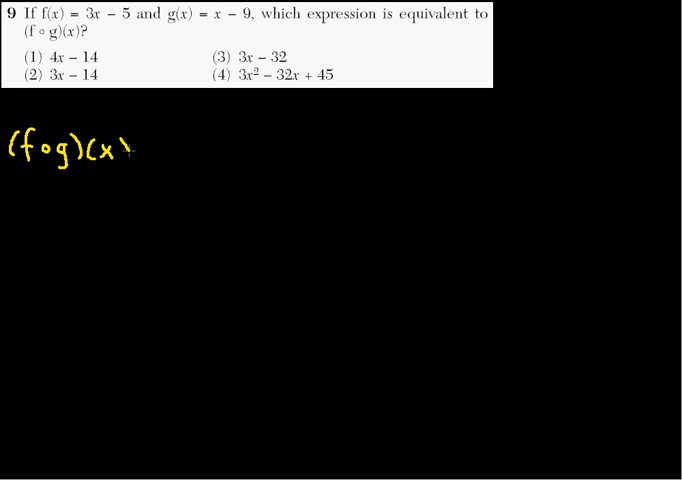 9 If f(x) = 3x − 5 and g(x) = x − 9, which expression is equivalent to
(f ∘ g)(x)?
(1) 4x − 14 (3) 3x − 32
(2) 3x − 14 (4) 3x² − 32x + 45
(f∘g)(x)